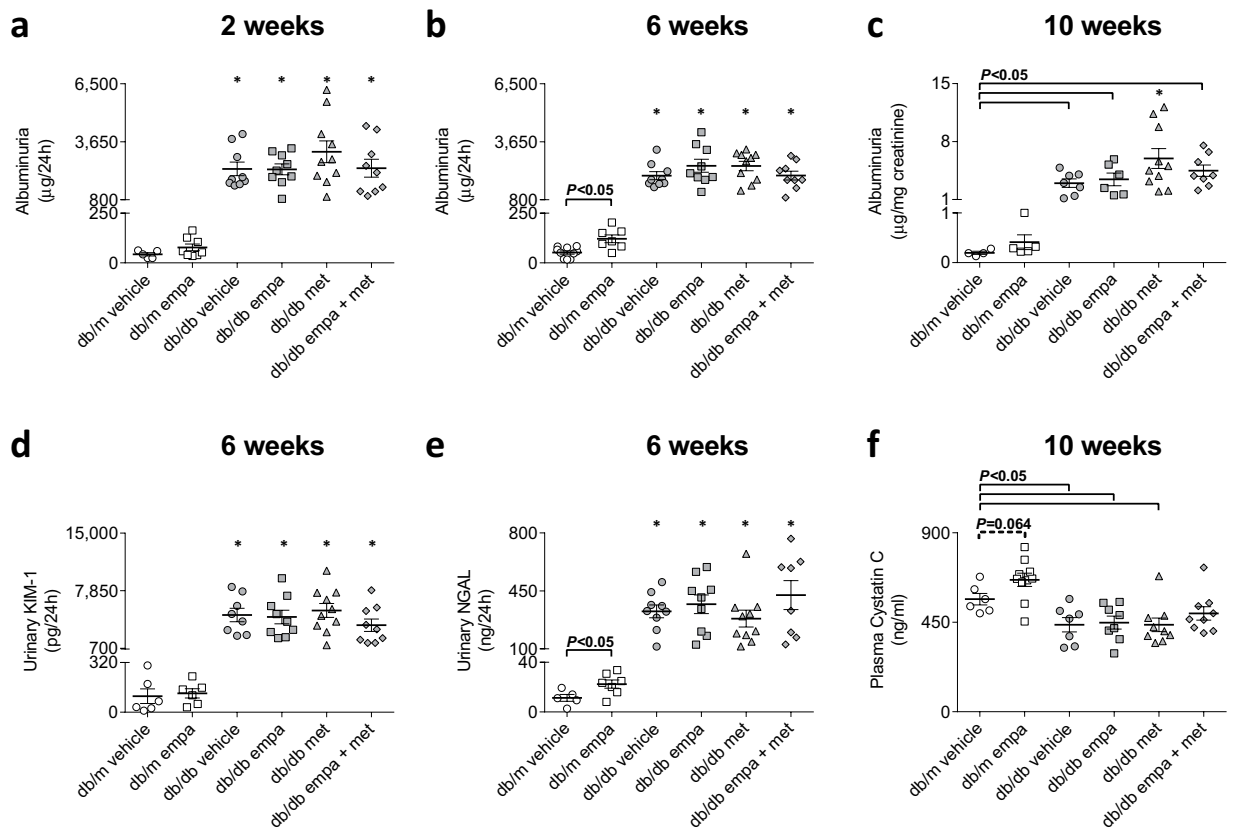 a
2 weeks
Albuminuria
(µg/24h)
6,500
3,650
800
250
0
* * * *
db/m vehicle
db/m empa
db/db vehicle
db/db empa
db/db met
db/db empa + met
b
6 weeks
Albuminuria
(µg/24h)
6,500
3,650
800
250
0
P<0.05
* * * *
db/m vehicle
db/m empa
db/db vehicle
db/db empa
db/db met
db/db empa + met
c
10 weeks
Albuminuria
(µg/mg creatinine)
15
8
1
1
0
P<0.05
*
db/m vehicle
db/m empa
db/db vehicle
db/db empa
db/db met
db/db empa + met
d
6 weeks
Urinary KIM-1
(pg/24h)
15,000
7,850
700
320
0
* * * *
db/m vehicle
db/m empa
db/db vehicle
db/db empa
db/db met
db/db empa + met
e
6 weeks
Urinary NGAL
(ng/24h)
800
450
100
40
0
P<0.05
* * * *
db/m vehicle
db/m empa
db/db vehicle
db/db empa
db/db met
db/db empa + met
f
10 weeks
Plasma Cystatin C
(ng/ml)
900
450
0
P<0.05
P=0.064
db/m vehicle
db/m empa
db/db vehicle
db/db empa
db/db met
db/db empa + met